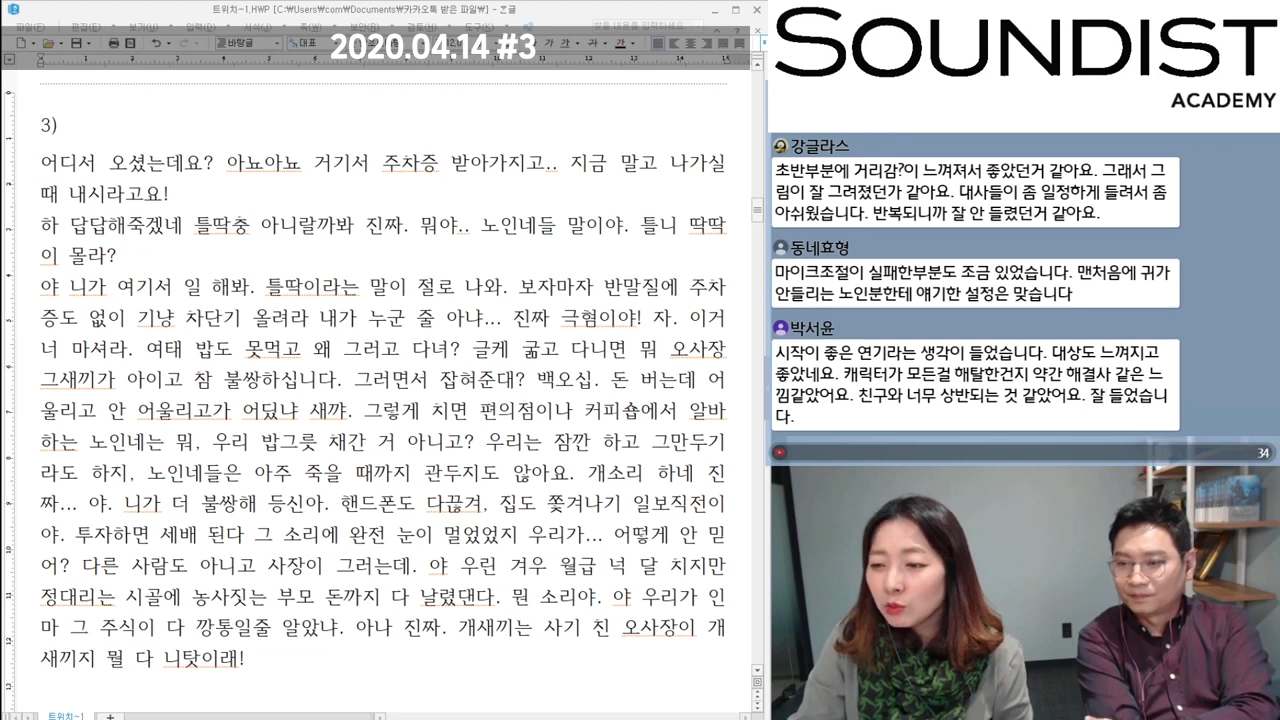 트위치~1.HWP [C:₩Users₩com₩Documents₩카카오톡 받은 파일₩] - 흔글
2020.04.14 #3
바탕글
대표
SOUNDIST
ACADEMY
3)
어디서 오셨는데요? 아뇨아뇨 거기서 주차증 받아가지고.. 지금 말고 나가실
때 내시라고요!
하 답답해죽겠네 틀딱충 아니랄까봐 진짜. 뭐야.. 노인네들 말이야. 틀니 딱딱
이 몰라?
야 니가 여기서 일 해봐. 틀딱이라는 말이 절로 나와. 보자마자 반말질에 주차
증도 없이 기냥 차단기 올려라 내가 누군 줄 아냐... 진짜 극혐이야! 자. 이거
너 마셔라. 여태 밥도 못먹고 왜 그러고 다녀? 글케 굶고 다니면 뭐 오사장
그새끼가 아이고 참 불쌍하십니다. 그러면서 잡혀준대? 백오십. 돈 버는데 어
울리고 안 어울리고가 어딨냐 새꺄. 그렇게 치면 편의점이나 커피숍에서 알바
하는 노인네는 뭐, 우리 밥그릇 채간 거 아니고? 우리는 잠깐 하고 그만두기
라도 하지, 노인네들은 아주 죽을 때까지 관두지도 않아요. 개소리 하네 진
짜... 야. 니가 더 불쌍해 등신아. 핸드폰도 다끊겨, 집도 쫓겨나기 일보직전이
야. 투자하면 세배 된다 그 소리에 완전 눈이 멀었었지 우리가... 어떻게 안 믿
어? 다른 사람도 아니고 사장이 그러는데. 야 우린 겨우 월급 넉 달 치지만
정대리는 시골에 농사짓는 부모 돈까지 다 날렸댄다. 뭔 소리야. 야 우리가 인
마 그 주식이 다 깡통일줄 알았냐. 아나 진짜. 개새끼는 사기 친 오사장이 개
새끼지 뭘 다 니탓이래!
트위치~1
강글라스
초반부분에 거리감?이 느껴져서 좋았던거 같아요. 그래서 그
림이 잘 그려졌던가 같아요. 대사들이 좀 일정하게 들려서 좀
아쉬웠습니다. 반복되니까 잘 안 들렸던거 같아요.
동네효형
마이크조절이 실패한부분도 조금 있었습니다. 맨처음에 귀가
안들리는 노인분한테 얘기한 설정은 맞습니다
박서윤
시작이 좋은 연기라는 생각이 들었습니다. 대상도 느껴지고
좋았네요. 캐릭터가 모든걸 해탈한건지 약간 해결사 같은 느
낌같았어요. 친구와 너무 상반되는 것 같았어요. 잘 들었습니
다.
34